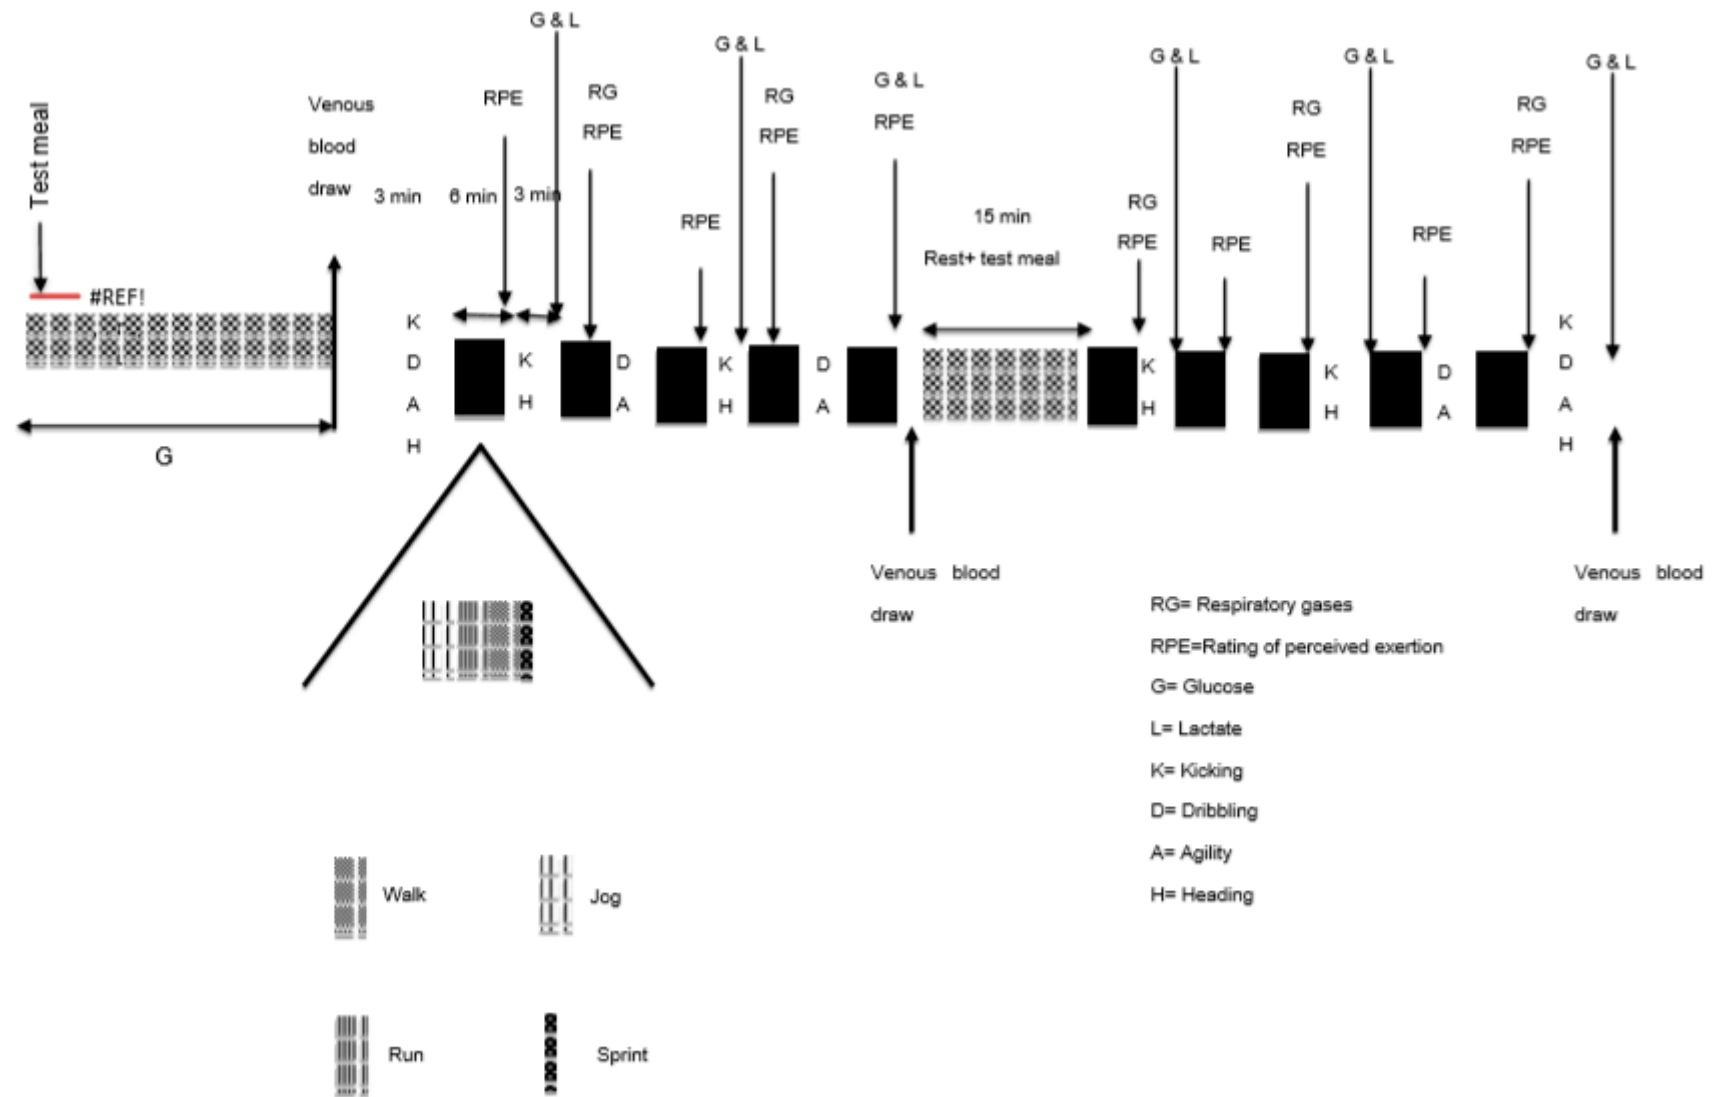 G & L
G & L
G & L
G & L
G & L
G & L
Test meal
Venous
blood
draw
RPE
RG
RPE
RG
RPE
RPE
RG
RPE
RG
RPE
3 min
6 min
3 min
RPE
15 min
Rest+ test meal
RG
RPE
RPE
RPE
#REF!
K
D
A
H
K
H
D
A
K
H
D
A
K
H
K
H
D
A
K
D
A
H
G
Venous blood
draw
Venous blood
draw
RG= Respiratory gases
RPE=Rating of perceived exertion
G= Glucose
L= Lactate
K= Kicking
D= Dribbling
A= Agility
H= Heading
Walk
Jog
Run
Sprint